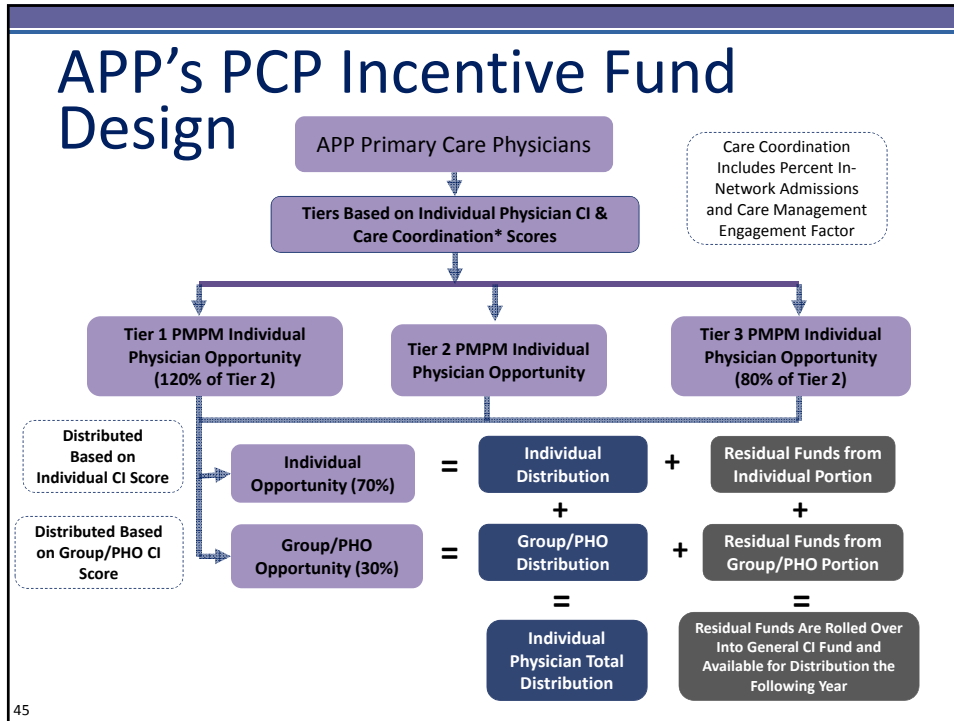 APP's PCP Incentive Fund
Design
APP Primary Care Physicians
Care Coordination
Includes Percent In-
Network Admissions
and Care Management
Engagement Factor
Tiers Based on Individual Physician CI &
Care Coordination* Scores
Tier 1 PMPM Individual
Physician Opportunity
(120% of Tier 2)
Tier 2 PMPM Individual
Physician Opportunity
Tier 3 PMPM Individual
Physician Opportunity
(80% of Tier 2)
Distributed
Based on
Individual CI Score
Individual
Opportunity (70%)
=
Individual
Distribution
+
Residual Funds from
Individual Portion
+
+
Distributed Based
on Group/PHO CI
Score
Group/PHO
Opportunity (30%)
=
Group/PHO
Distribution
+
Residual Funds from
Group/PHO Portion
=
=
Individual
Physician Total
Distribution
Residual Funds Are Rolled Over
Into General CI Fund and
Available for Distribution the
Following Year
45